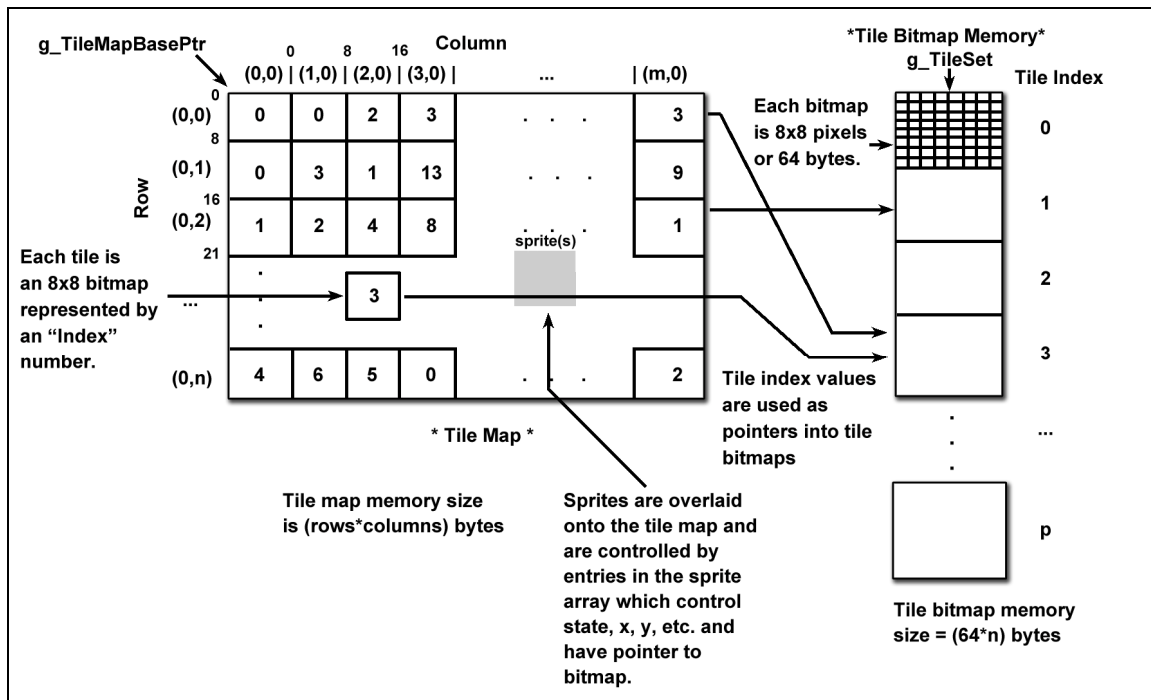 g_TileMapBasePtr
Column
0 8 16
(0,0) | (1,0) | (2,0) | (3,0) | ... | (m,0)
0
(0,0) 0 0 2 3 . . . 3
8
(0,1) 0 3 1 13 . . . 9
16
(0,2) 1 2 4 8 . . . 1
21
Row
sprite(s)
Each tile is
an 8x8 bitmap
represented by
an “Index”
number.
...
.
.
.
3
(0,n) 4 6 5 0 . . . 2
* Tile Map *
Tile map memory size
is (rows*columns) bytes
Sprites are overlaid
onto the tile map and
are controlled by
entries in the sprite
array which control
state, x, y, etc. and
have pointer to
bitmap.
Tile index values
are used as
pointers into tile
bitmaps
*Tile Bitmap Memory*
g_TileSet
Tile Index
Each bitmap
is 8x8 pixels
or 64 bytes.
0
1
2
3
.
.
.
...
p
Tile bitmap memory
size = (64*n) bytes